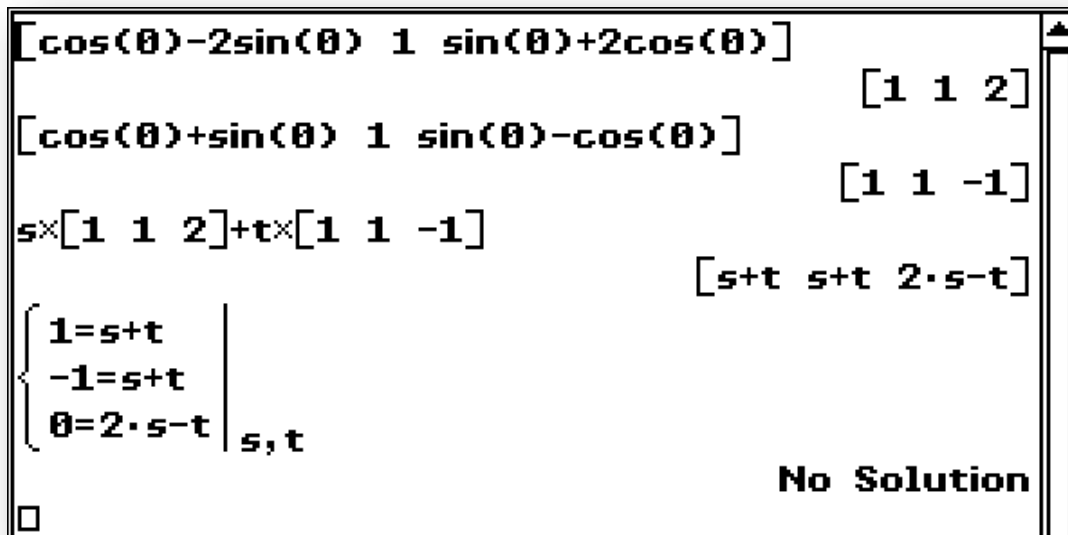 [cos(0)-2sin(0) 1 sin(0)+2cos(0)]
[1 1 2]
[cos(0)+sin(0) 1 sin(0)-cos(0)]
[1 1 -1]
s×[1 1 2]+t×[1 1 -1]
[s+t s+t 2·s-t]
1=s+t
-1=s+t
0=2·s-t
s,t
No Solution